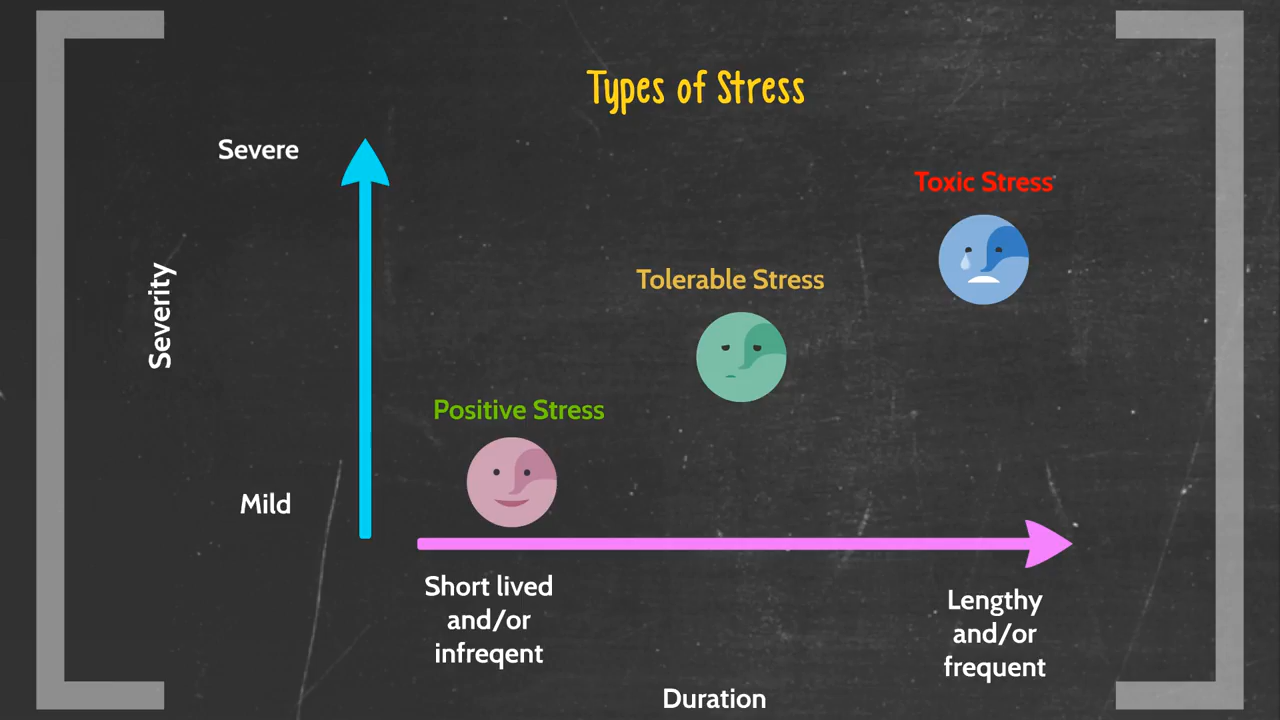 Types of Stress
Severe
Toxic Stress
Severity
Tolerable Stress
Positive Stress
Mild
Short lived
and/or
infreqent
Lengthy
and/or
frequent
Duration